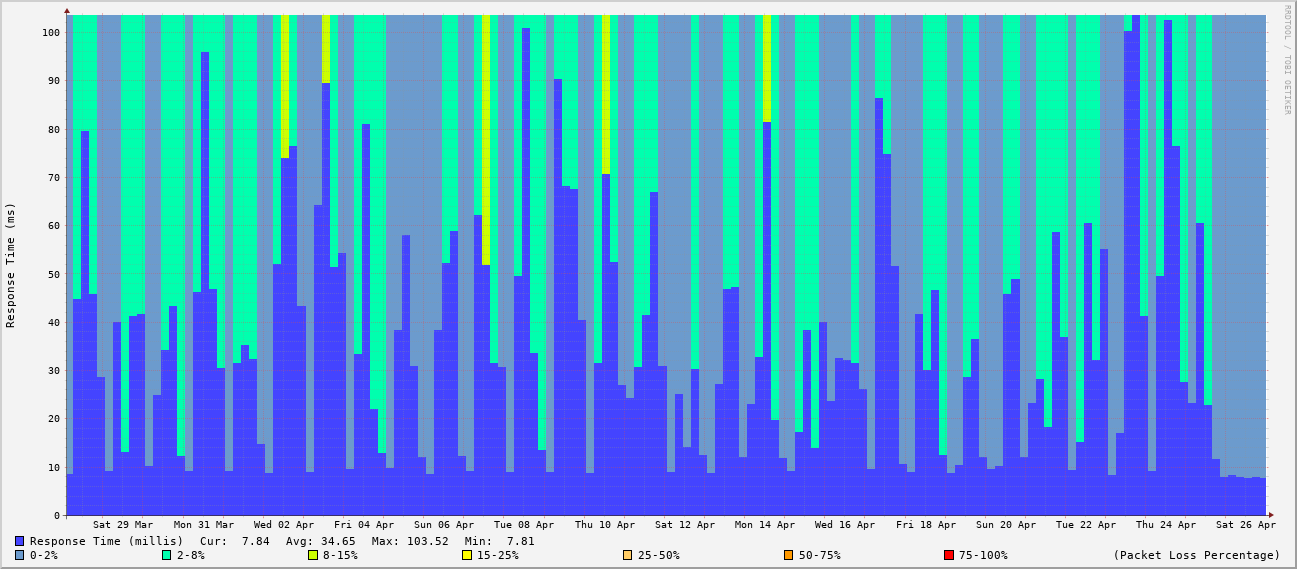 RRDTOOL / TOBI OETIKER
Response Time (ms)
100
90
80
70
60
50
40
30
20
10
0
Sat 29 Mar Mon 31 Mar Wed 02 Apr Fri 04 Apr Sun 06 Apr Tue 08 Apr Thu 10 Apr Sat 12 Apr Mon 14 Apr Wed 16 Apr Fri 18 Apr Sun 20 Apr Tue 22 Apr Thu 24 Apr Sat 26 Apr
Response Time (millis) Cur: 7.84 Avg: 34.65 Max: 103.52 Min: 7.81
0-2% 2-8% 8-15% 15-25% 25-50% 50-75% 75-100% (Packet Loss Percentage)